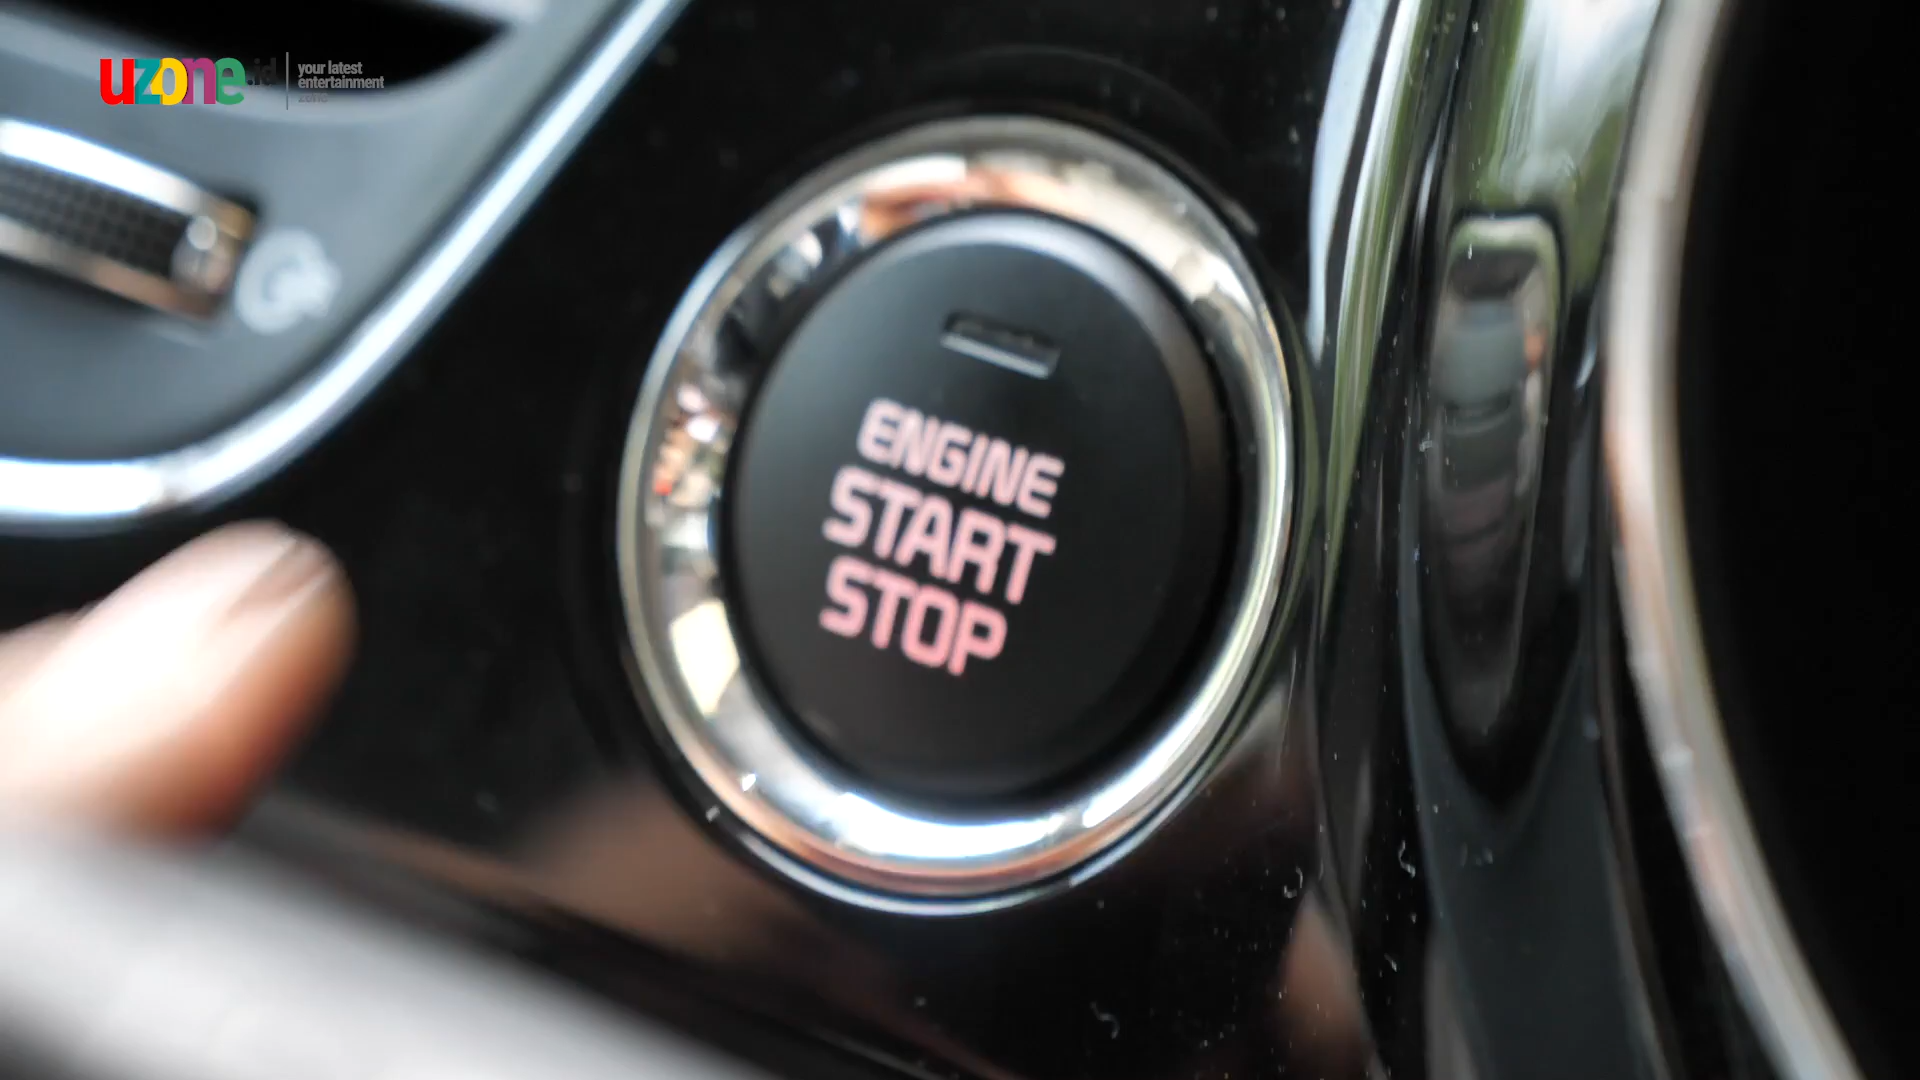 uzone.id
your latest
entertainment
zone
ENGINE
START
STOP